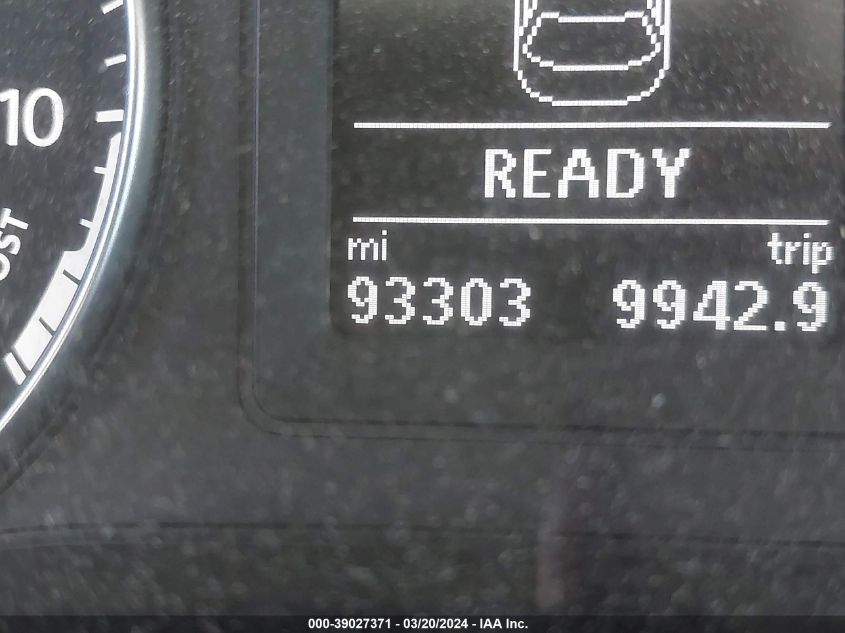 10
READY
mi trip
93303 9942.9
000-39027371 - 03/20/2024 - IAA Inc.